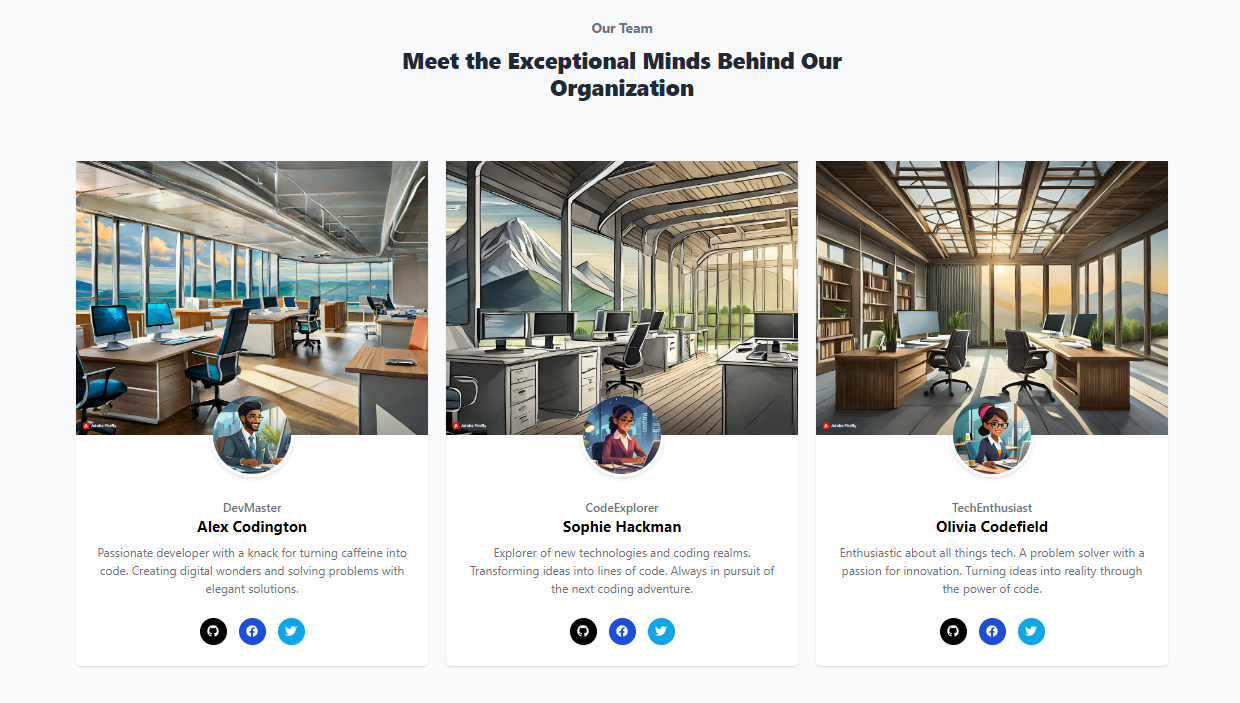 Our Team
Meet the Exceptional Minds Behind Our
Organization
Adobe Firefly
Adobe Firefly
Adobe Firefly
DevMaster
Alex Codington
Passionate developer with a knack for turning caffeine into
code. Creating digital wonders and solving problems with
elegant solutions.
CodeExplorer
Sophie Hackman
Explorer of new technologies and coding realms.
Transforming ideas into lines of code. Always in pursuit of
the next coding adventure.
TechEnthusiast
Olivia Codefield
Enthusiastic about all things tech. A problem solver with a
passion for innovation. Turning ideas into reality through
the power of code.